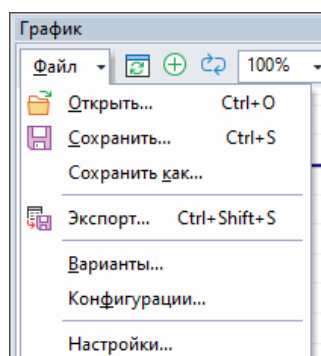 График
Файл 100%
Открыть... Ctrl+O
Сохранить... Ctrl+S
Сохранить как...
Экспорт... Ctrl+Shift+S
Варианты...
Конфигурации...
Настройки...